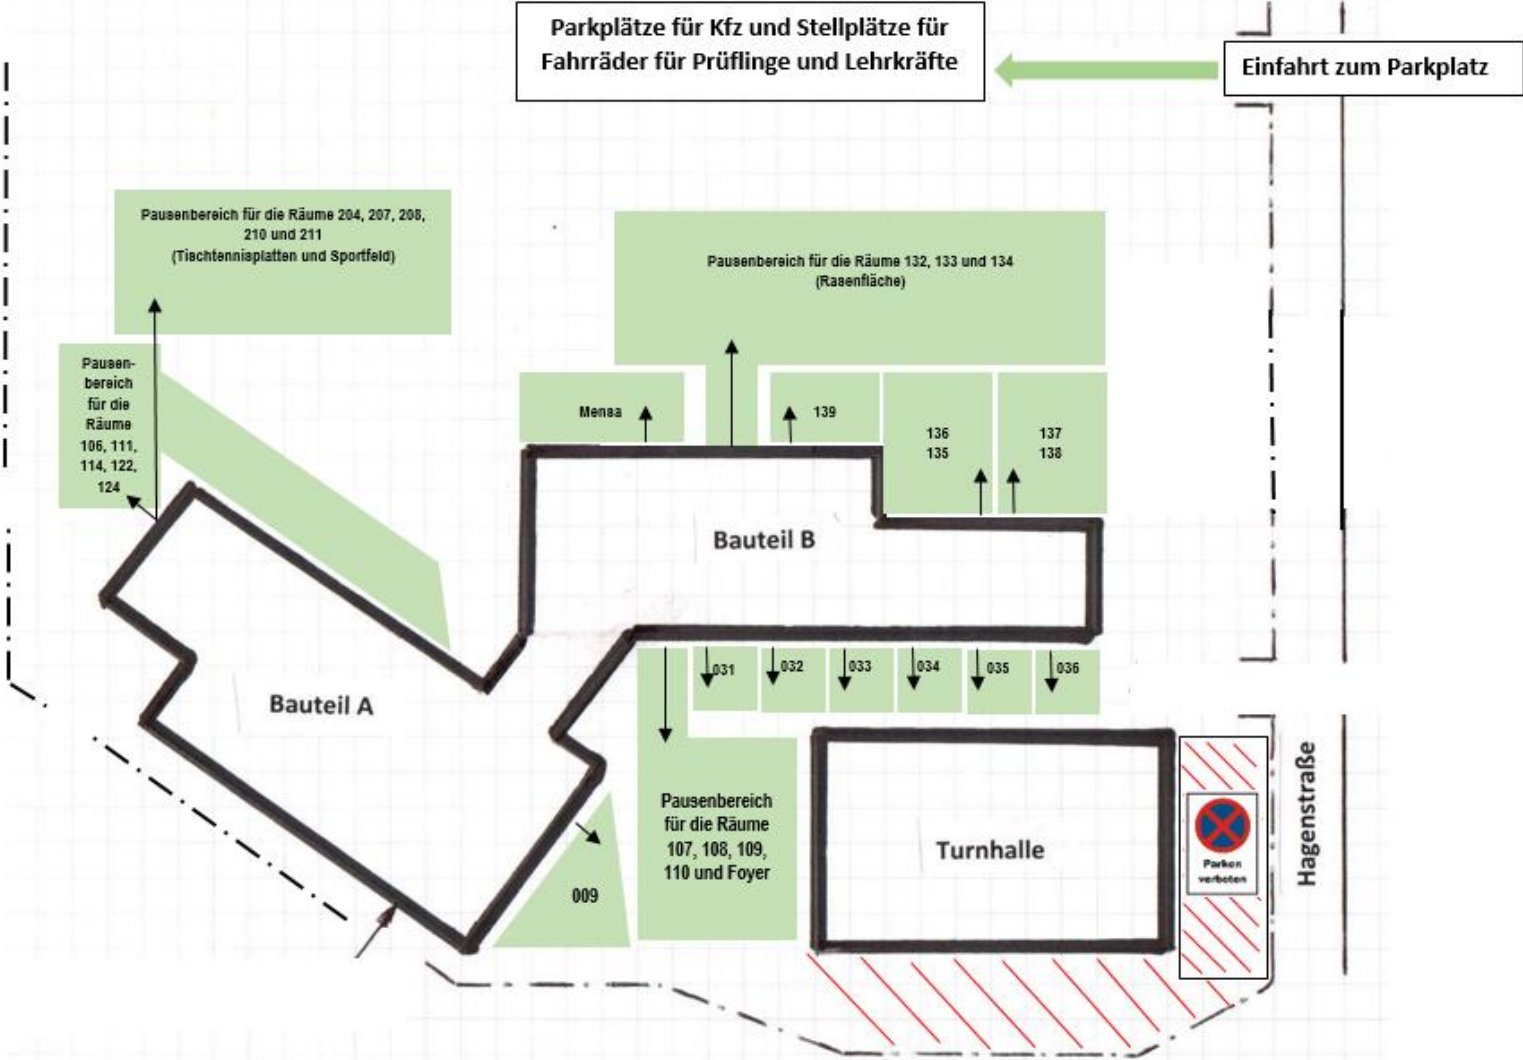 Parkplätze für Kfz und Stellplätze für
Fahrräder für Prüflinge und Lehrkräfte
Einfahrt zum Parkplatz
Pausenbereich für die Räume 204, 207, 208,
210 und 211
(Tischtennisplatten und Sportfeld)
Pausenbereich für die Räume 132, 133 und 134
(Rasenfläche)
Pausen-
bereich
für die
Räume
106, 111,
114, 122,
124
Mensa
139
136
135
137
138
Bauteil B
Bauteil A
031
032
033
034
035
036
Pausenbereich
für die Räume
107, 108, 109,
110 und Foyer
009
Turnhalle
Parken
verboten
Hagenstraße